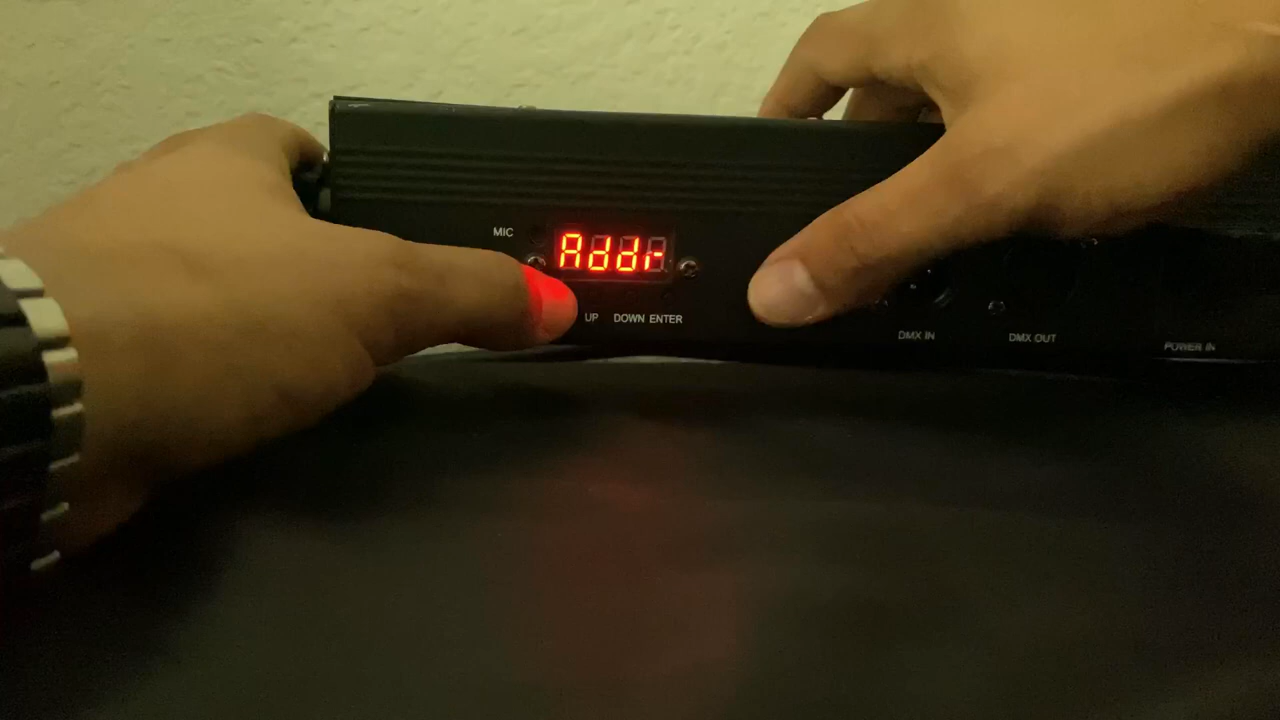 MIC
Addr
UP DOWN ENTER
DMX IN
DMX OUT
POWER IN